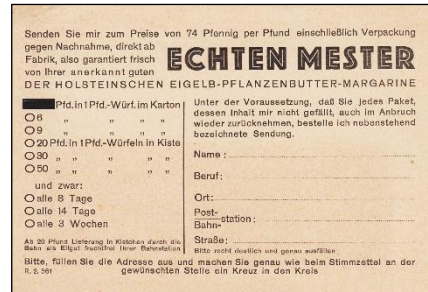 Senden Sie mir zum Preise von 74 Pfennig per Pfund einschließlich Verpackung
gegen Nachnahme, direkt ab
Fabrik, also garantiert frisch
von Ihrer anerkannt guten
ECHTEN MESTER
DER HOLSTEINSCHEN EIGELB-PFLANZENBUTTER-MARGARINE
Pfd. in 1 Pfd.-Würf. im Karton
6 " " "
9 " " "
20 Pfd. in 1 Pfd.-Würfeln in Kiste
30 " " " "
50 " " " "
und zwar:
alle 8 Tage
alle 14 Tage
alle 3 Wochen
Ab 20 Pfund Lieferung in Kistchen durch die
Bahn als Eilgut frachtfrei Ihrer Bahnstation
Unter der Voraussetzung, daß Sie jedes Paket,
dessen Inhalt mir nicht gefällt, auch im Anbruch
wieder zurücknehmen, bestelle ich nebenstehend
bezeichnete Sendung.
Name:
Beruf:
Ort:
Post-
Bahn- station:
Straße:
Bitte recht deutlich und genau ausfüllen
Bitte, füllen Sie die Adresse aus und machen Sie genau wie beim Stimmzettel an der
R. 2. 561 gewünschten Stelle ein Kreuz in den Kreis